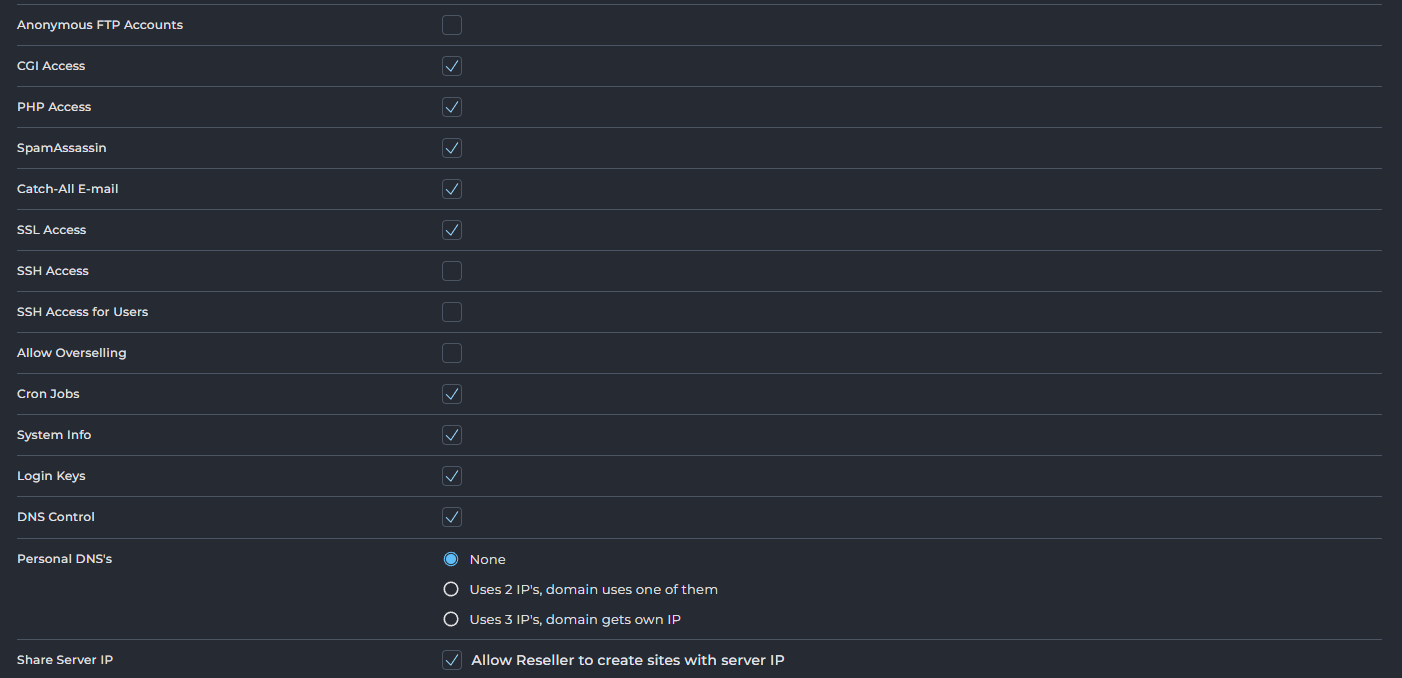 Anonymous FTP Accounts
CGI Access
PHP Access
SpamAssassin
Catch-All E-mail
SSL Access
SSH Access
SSH Access for Users
Allow Overselling
Cron Jobs
System Info
Login Keys
DNS Control
Personal DNS's
None
Uses 2 IP's, domain uses one of them
Uses 3 IP's, domain gets own IP
Share Server IP
Allow Reseller to create sites with server IP